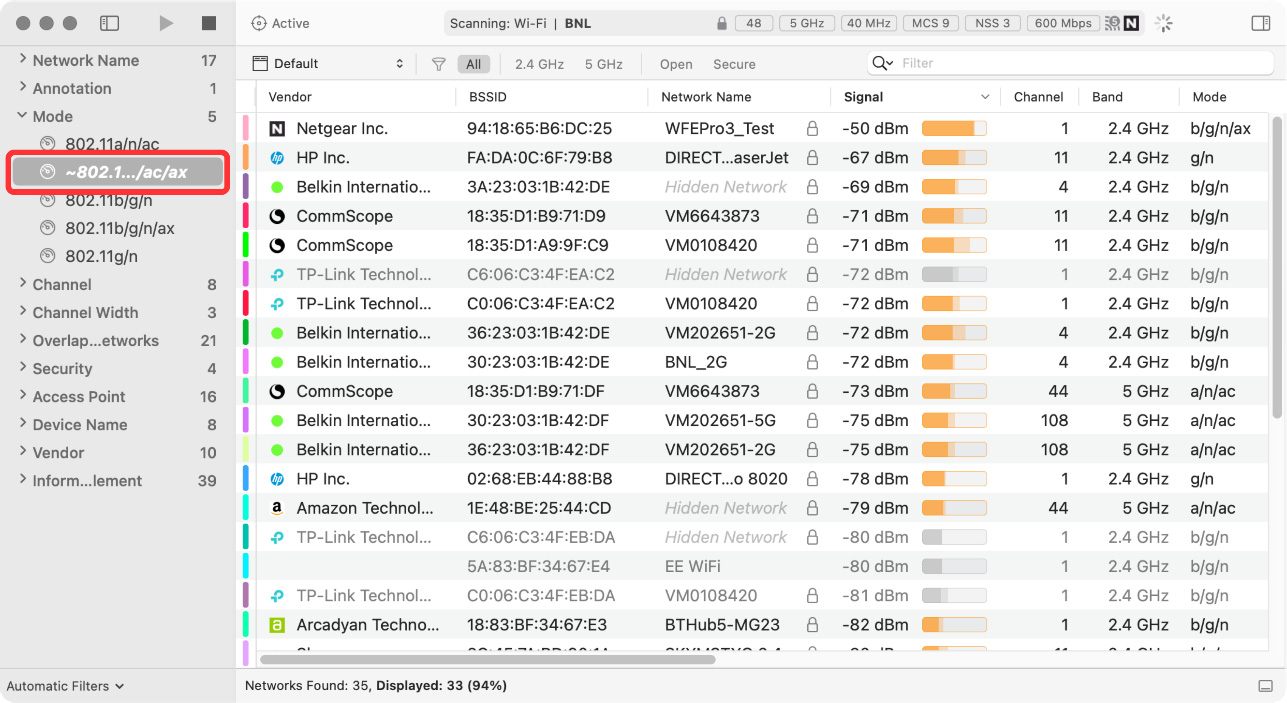 Active
Scanning: Wi-Fi | BNL
48
5 GHz
40 MHz
MCS 9
NSS 3
600 Mbps
Network Name 17
Annotation 1
Mode 5
802.11a/n/ac
~802.1.../ac/ax
802.11b/g/n
802.11b/g/n/ax
802.11g/n
Channel 8
Channel Width 3
Overlap...etworks 21
Security 4
Access Point 16
Device Name 8
Vendor 10
Inform...lement 39
Automatic Filters
Default
All
2.4 GHz
5 GHz
Open
Secure
Filter
Vendor BSSID Network Name Signal Channel Band Mode
Netgear Inc. 94:18:65:B6:DC:25 WFEPro3_Test -50 dBm 1 2.4 GHz b/g/n/ax
HP Inc. FA:DA:0C:6F:79:B8 DIRECT...aserJet -67 dBm 11 2.4 GHz g/n
Belkin Internatio... 3A:23:03:1B:42:DE Hidden Network -69 dBm 4 2.4 GHz b/g/n
CommScope 18:35:D1:B9:71:D9 VM6643873 -71 dBm 11 2.4 GHz b/g/n
CommScope 18:35:D1:A9:9F:C9 VM0108420 -71 dBm 11 2.4 GHz b/g/n
TP-Link Technol... C6:06:C3:4F:EA:C2 Hidden Network -72 dBm 1 2.4 GHz b/g/n
TP-Link Technol... C0:06:C3:4F:EA:C2 VM0108420 -72 dBm 1 2.4 GHz b/g/n
Belkin Internatio... 36:23:03:1B:42:DE VM202651-2G -72 dBm 4 2.4 GHz b/g/n
Belkin Internatio... 30:23:03:1B:42:DE BNL_2G -72 dBm 4 2.4 GHz b/g/n
CommScope 18:35:D1:B9:71:DF VM6643873 -73 dBm 44 5 GHz a/n/ac
Belkin Internatio... 30:23:03:1B:42:DF VM202651-5G -75 dBm 108 5 GHz a/n/ac
Belkin Internatio... 36:23:03:1B:42:DF VM202651-2G -75 dBm 108 5 GHz a/n/ac
HP Inc. 02:68:EB:44:88:B8 DIRECT...o 8020 -78 dBm 1 2.4 GHz g/n
Amazon Technol... 1E:48:BE:25:44:CD Hidden Network -79 dBm 44 5 GHz a/n/ac
TP-Link Technol... C6:06:C3:4F:EB:DA Hidden Network -80 dBm 1 2.4 GHz b/g/n
5A:83:BF:34:67:E4 EE WiFi -80 dBm 1 2.4 GHz b/g/n
TP-Link Technol... C0:06:C3:4F:EB:DA VM0108420 -81 dBm 1 2.4 GHz b/g/n
Arcadyan Techno... 18:83:BF:34:67:E3 BTHub5-MG23 -82 dBm 1 2.4 GHz b/g/n
Networks Found: 35, Displayed: 33 (94%)